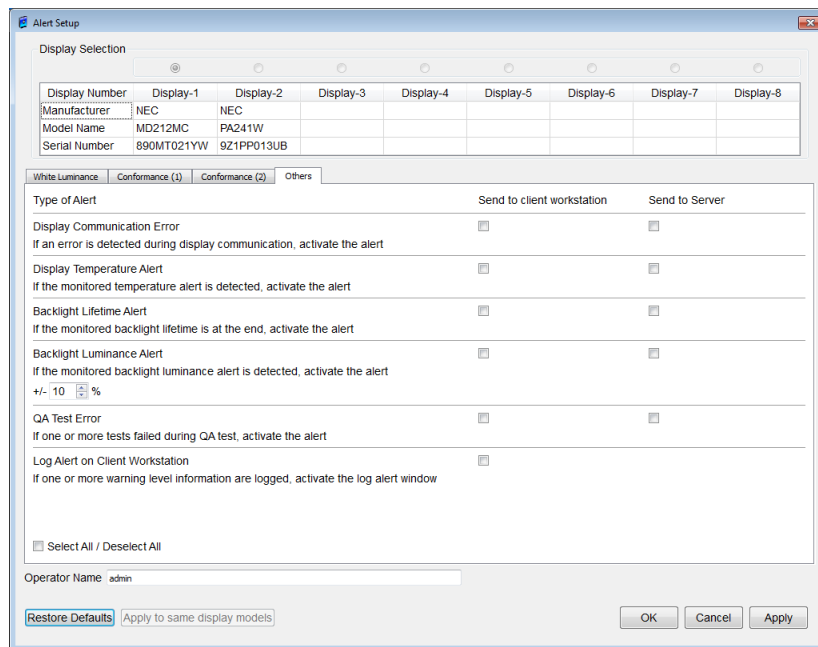 Alert Setup
Display Selection
Display Number Display-1 Display-2 Display-3 Display-4 Display-5 Display-6 Display-7 Display-8
Manufacturer NEC NEC
Model Name MD212MC PA241W
Serial Number 890MT021YW 9Z1PP013UB
White Luminance Conformance (1) Conformance (2) Others
Type of Alert Send to client workstation Send to Server
Display Communication Error
If an error is detected during display communication, activate the alert
Display Temperature Alert
If the monitored temperature alert is detected, activate the alert
Backlight Lifetime Alert
If the monitored backlight lifetime is at the end, activate the alert
Backlight Luminance Alert
If the monitored backlight luminance alert is detected, activate the alert
+/- 10 %
QA Test Error
If one or more tests failed during QA test, activate the alert
Log Alert on Client Workstation
If one or more warning level information are logged, activate the log alert window
Select All / Deselect All
Operator Name admin
Restore Defaults Apply to same display models OK Cancel Apply